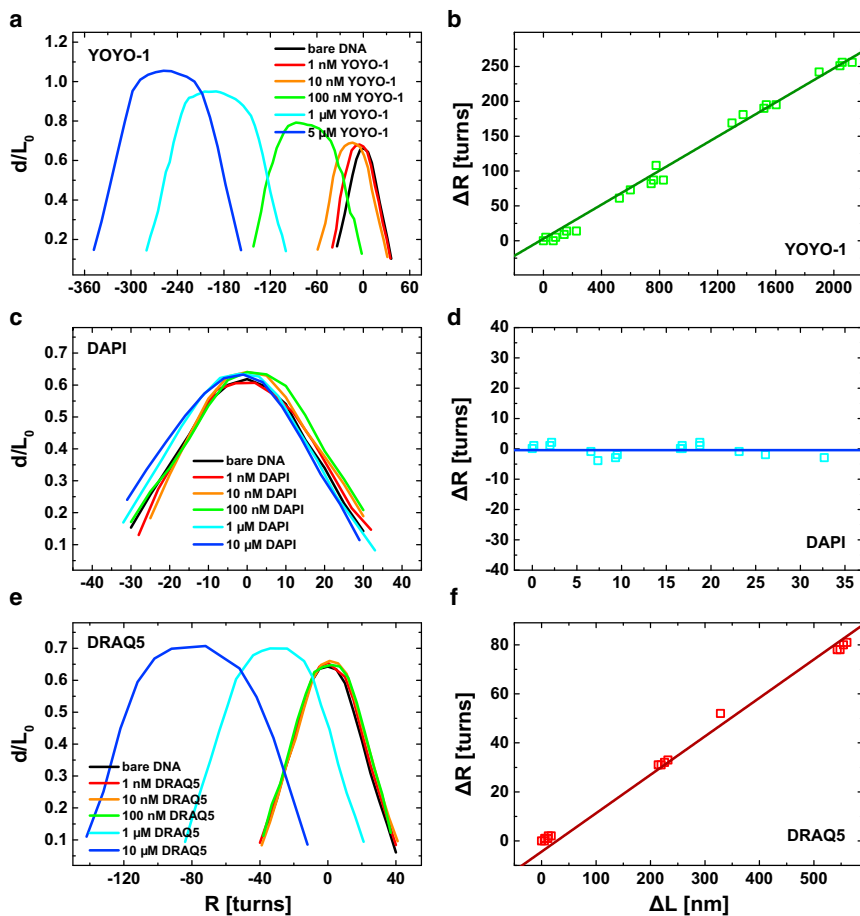 a
YOYO-1
bare DNA
1 nM YOYO-1
10 nM YOYO-1
100 nM YOYO-1
1 µM YOYO-1
5 µM YOYO-1
d/L0
1.2
1.0
0.8
0.6
0.4
0.2
-360 -300 -240 -180 -120 -60 0 60
b
ΔR [turns]
250
200
150
100
50
0
YOYO-1
0 400 800 1200 1600 2000
c
DAPI
d/L0
0.7
0.6
0.5
0.4
0.3
0.2
0.1
bare DNA
1 nM DAPI
10 nM DAPI
100 nM DAPI
1 µM DAPI
10 µM DAPI
-40 -30 -20 -10 0 10 20 30 40
d
ΔR [turns]
40
30
20
10
0
-10
-20
-30
-40
DAPI
0 5 10 15 20 25 30 35
e
DRAQ5
d/L0
0.8
0.7
0.6
0.5
0.4
0.3
0.2
0.1
bare DNA
1 nM DRAQ5
10 nM DRAQ5
100 nM DRAQ5
1 µM DRAQ5
10 µM DRAQ5
-120 -80 -40 0 40
R [turns]
f
ΔR [turns]
80
40
0
DRAQ5
0 100 200 300 400 500
ΔL [nm]